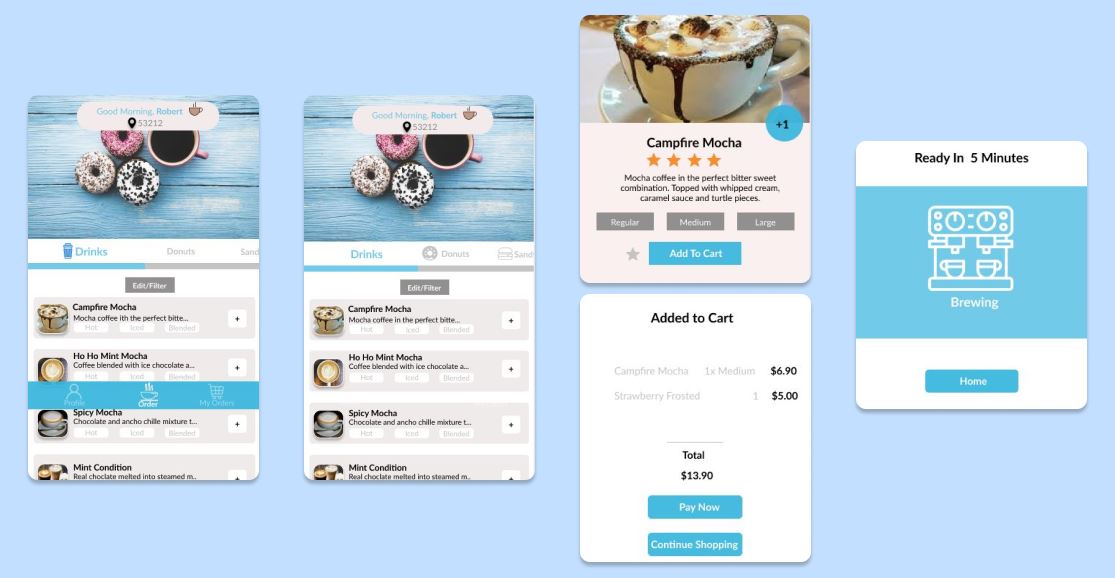 Good Morning, Robert
53212
Drinks
Donuts
Sand
Edit/Filter
Campfire Mocha
Mocha coffee ith the perfect bitte...
Hot Iced Blended
+
Ho Ho Mint Mocha
Coffee blended with ice chocolate a...
Hot Iced Blended
Profile
Order
My Orders
Spicy Mocha
Chocolate and ancho chille mixture t...
Hot Iced Blended
+
Mint Condition
Real choclate melted into steamed m..
Good Morning, Robert
53212
Drinks
Donuts
Sand
Edit/Filter
Campfire Mocha
Mocha coffee in the perfect bitte...
Hot Iced Blended
+
Ho Ho Mint Mocha
Coffee blended with ice chocolate a...
Hot Iced Blended
+
Spicy Mocha
Chocolate and ancho chille mixture t...
Hot Iced Blended
+
Mint Condition
Real choclate melted into steamed m..
+1
Campfire Mocha
Mocha coffee in the perfect bitter sweet
combination. Topped with whipped cream,
caramel sauce and turtle pieces.
Regular Medium Large
Add To Cart
Added to Cart
Campfire Mocha 1x Medium $6.90
Strawberry Frosted 1 $5.00
Total
$13.90
Pay Now
Continue Shopping
Ready In 5 Minutes
Brewing
Home